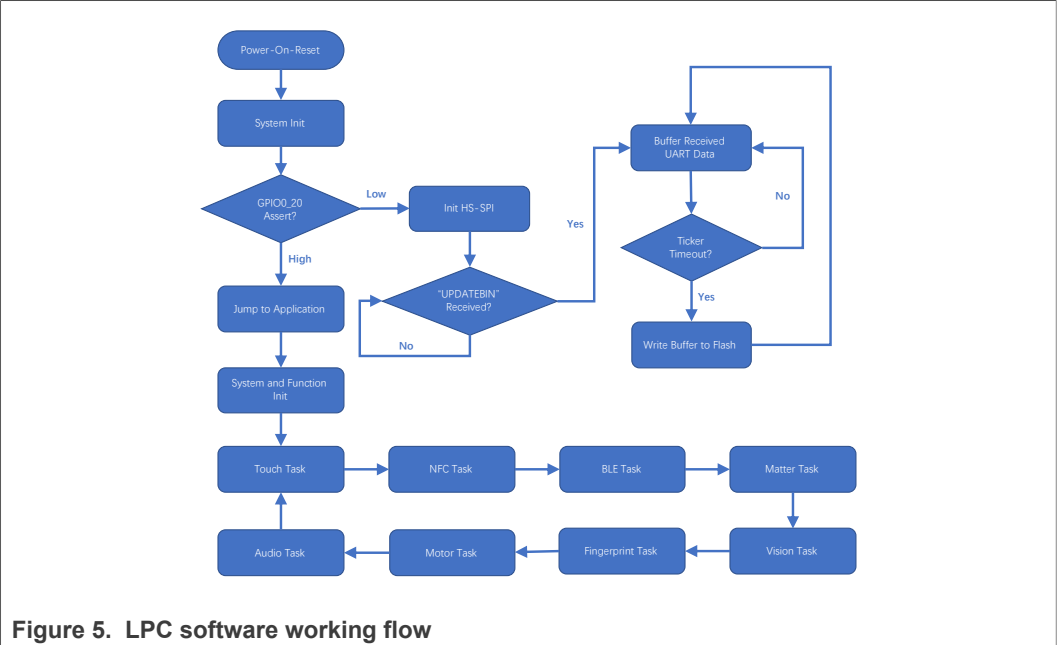 Power-On-Reset
System Init
GPIO0_20
Assert?
Low
High
Init HS-SPI
"UPDATEBIN"
Received?
No
Yes
Buffer Received
UART Data
Ticker
Timeout?
No
Yes
Write Buffer to Flash
Jump to Application
System and Function
Init
Touch Task
NFC Task
BLE Task
Matter Task
Vision Task
Fingerprint Task
Motor Task
Audio Task
Figure 5. LPC software working flow